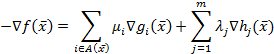 −∇f(x̄) = ∑_{i∈A(x̄)} μ_i∇g_i(x̄) + ∑_{j=1}^{m} λ_j∇h_j(x̄)